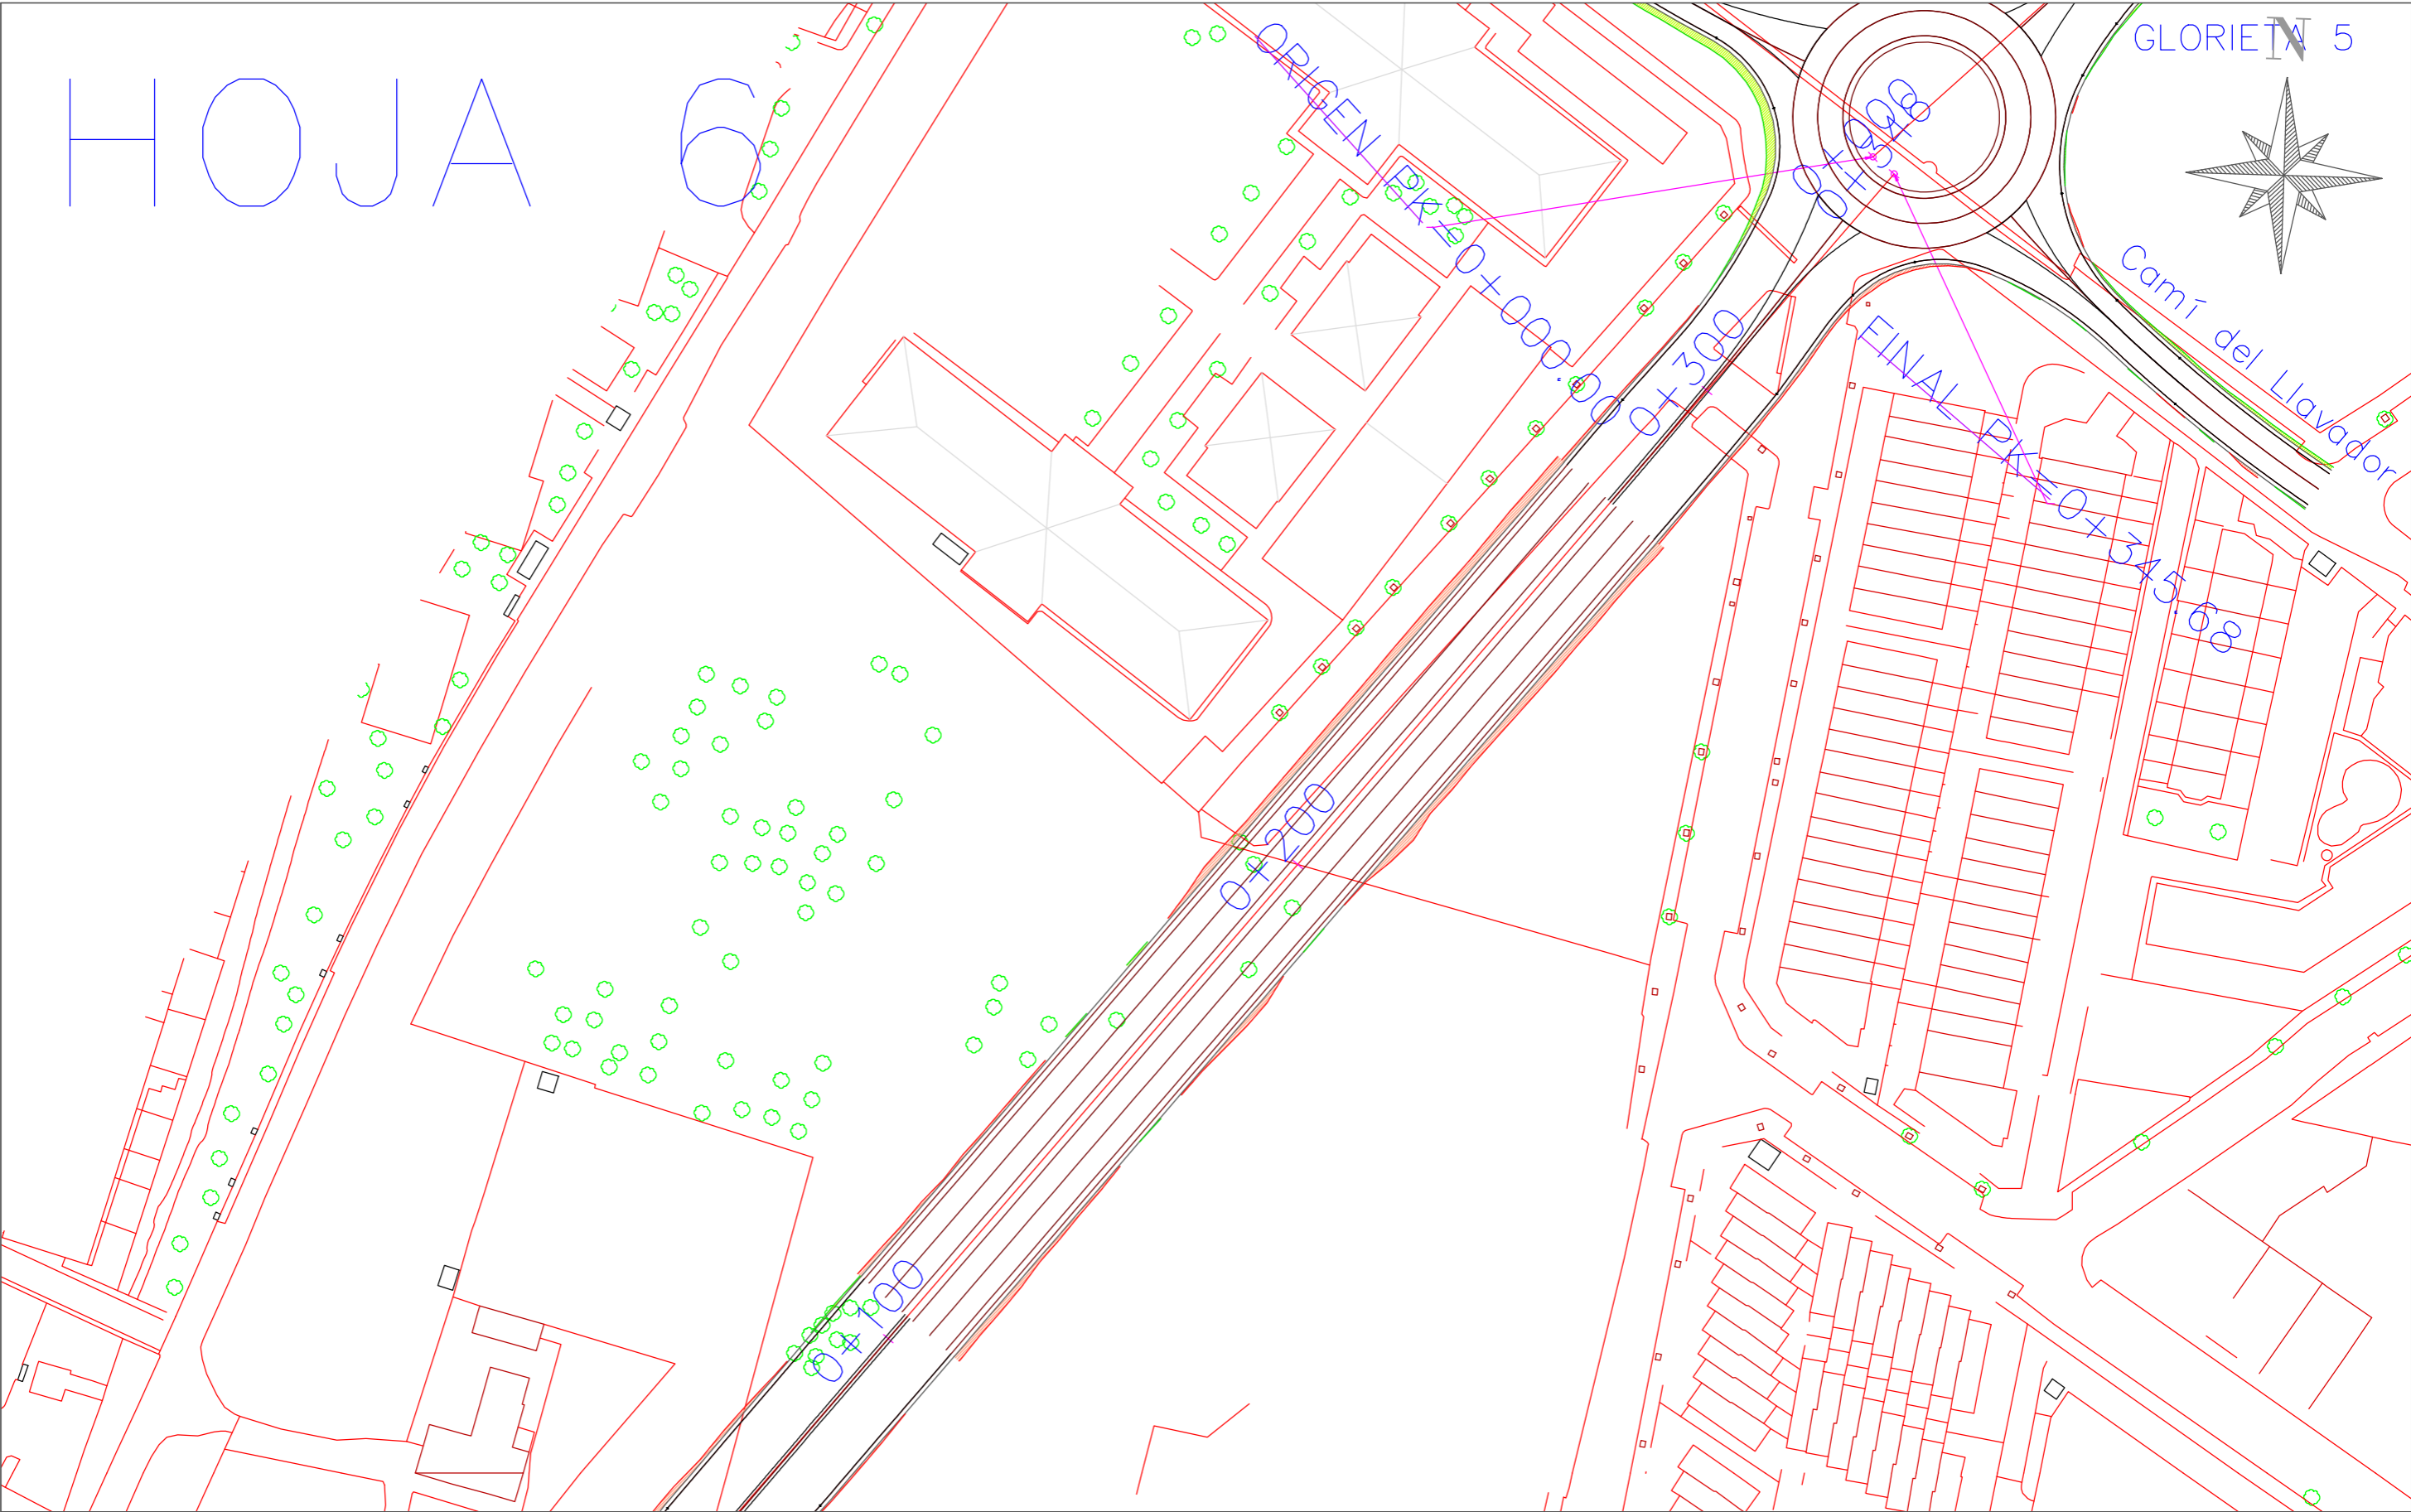 HOJA 6
GLORIETA 5
N
ORIGEN PK: 0+000.000
Camí del Llavador
0+300
FINAL PK: 0+345.68
0+200
0+100